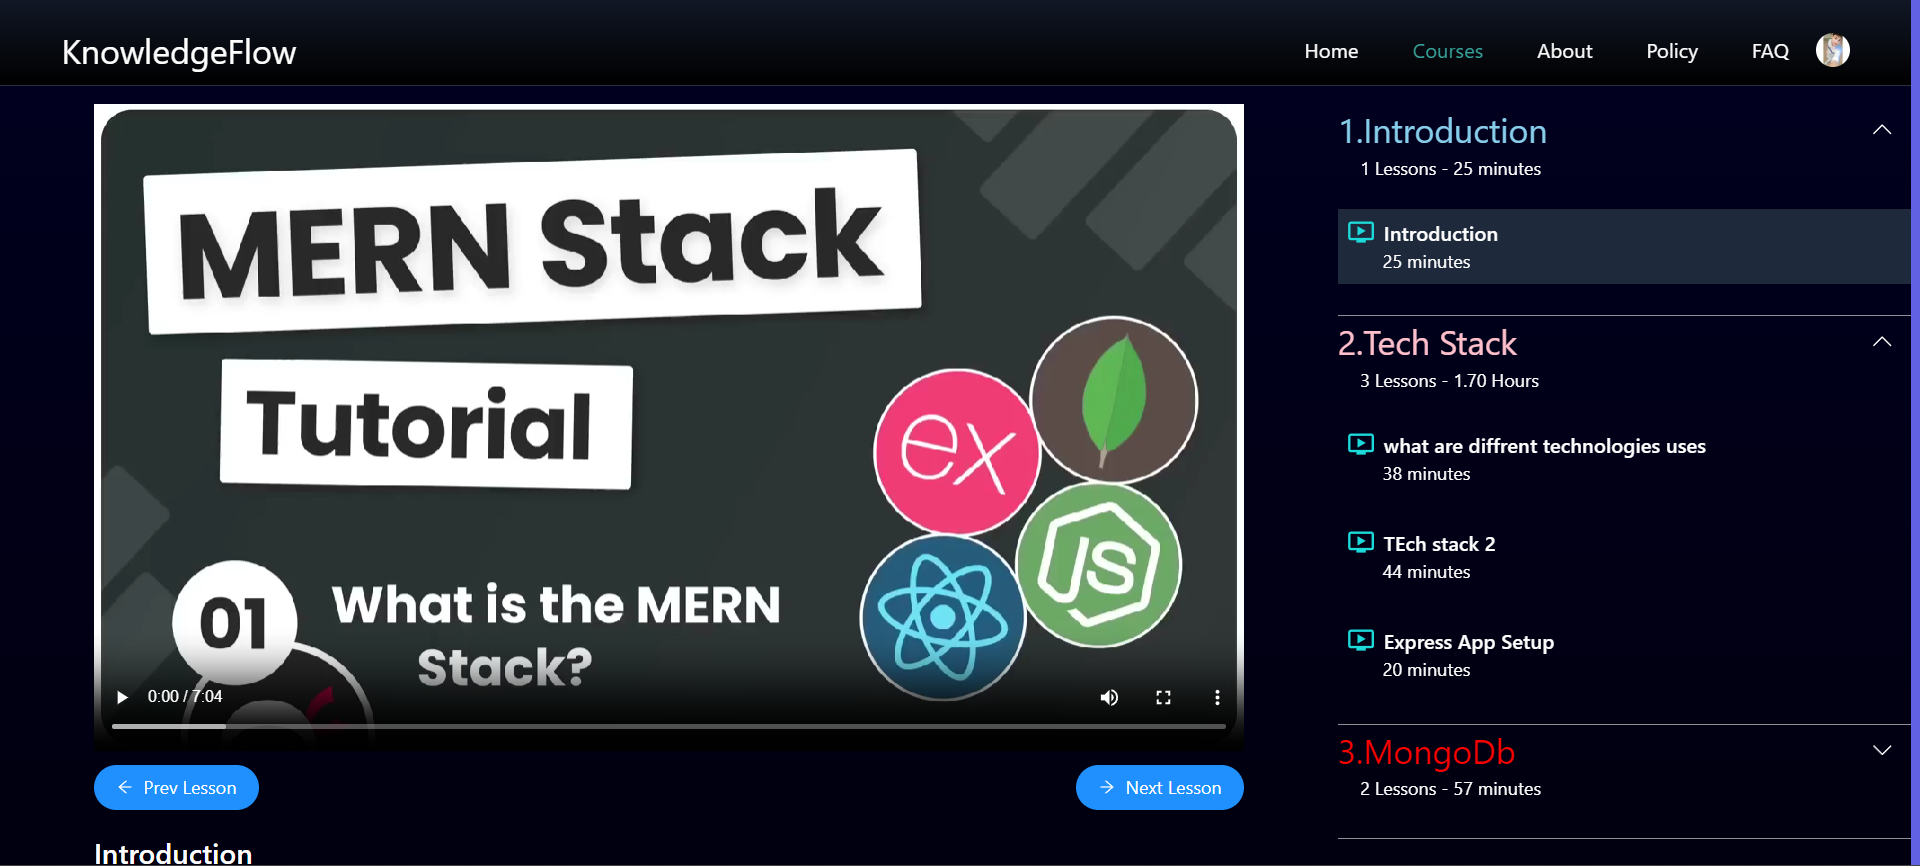 KnowledgeFlow
Home Courses About Policy FAQ
MERN Stack
Tutorial
ex
JS
01
What is the MERN
Stack?
0:00 / 7:04
Prev Lesson
Next Lesson
Introduction
1.Introduction
1 Lessons - 25 minutes
Introduction
25 minutes
2.Tech Stack
3 Lessons - 1.70 Hours
what are diffrent technologies uses
38 minutes
TEch stack 2
44 minutes
Express App Setup
20 minutes
3.MongoDb
2 Lessons - 57 minutes